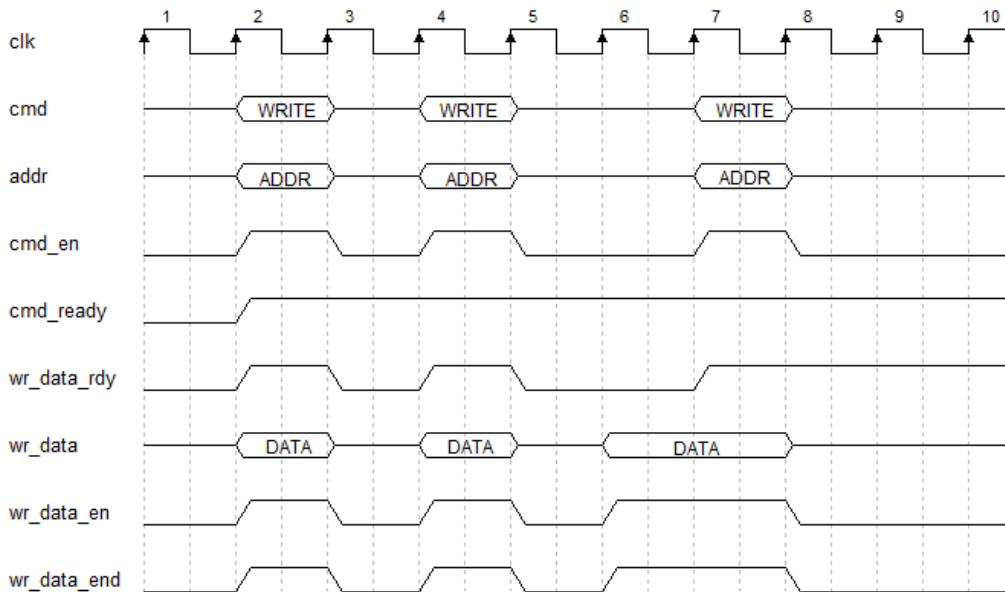 1 2 3 4 5 6 7 8 9 10
clk
cmd WRITE WRITE WRITE
addr ADDR ADDR ADDR
cmd_en
cmd_ready
wr_data_rdy
wr_data DATA DATA DATA
wr_data_en
wr_data_end